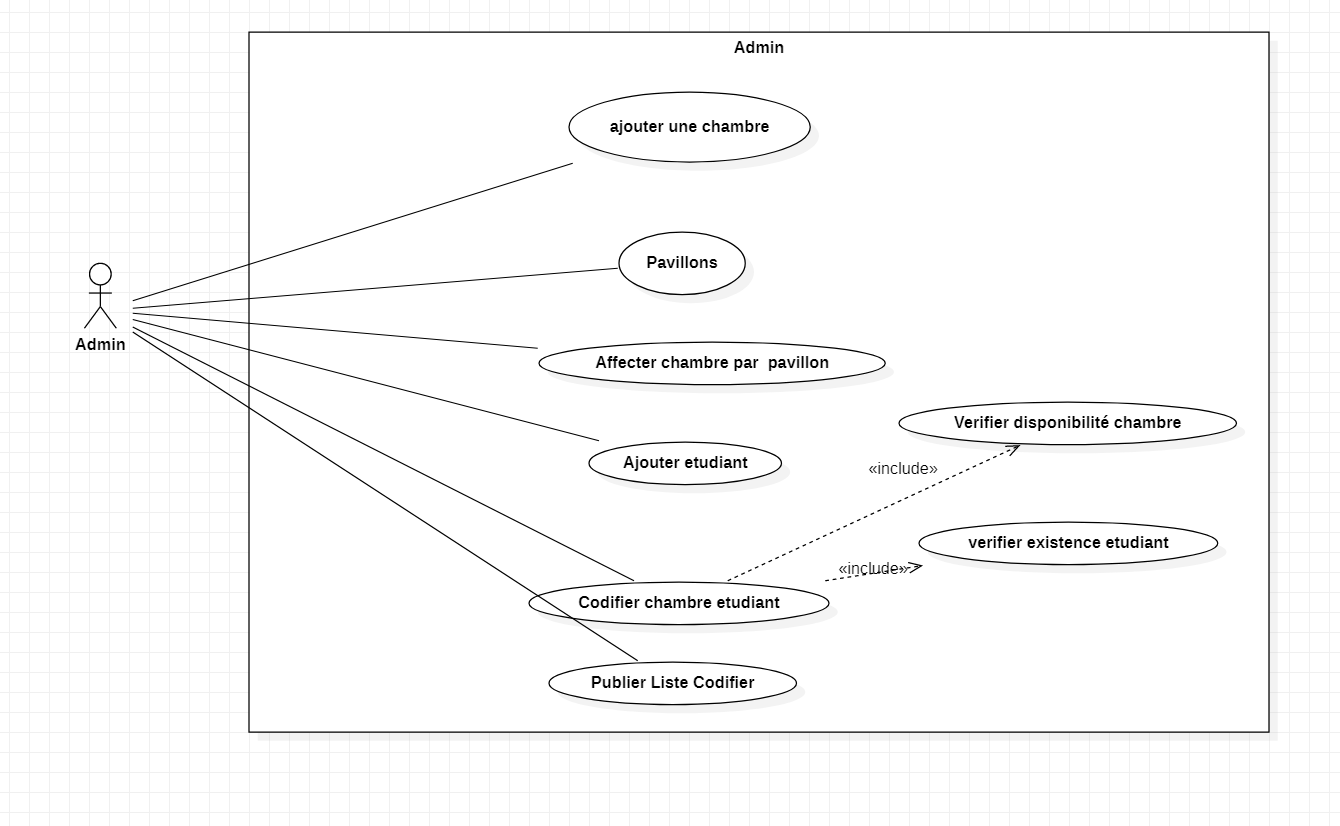 Admin
ajouter une chambre
Pavillons
Admin
Affecter chambre par  pavillon
Verifier disponibilité chambre
Ajouter etudiant
«include»
verifier existence etudiant
«include»
Codifier chambre etudiant
Publier Liste Codifier